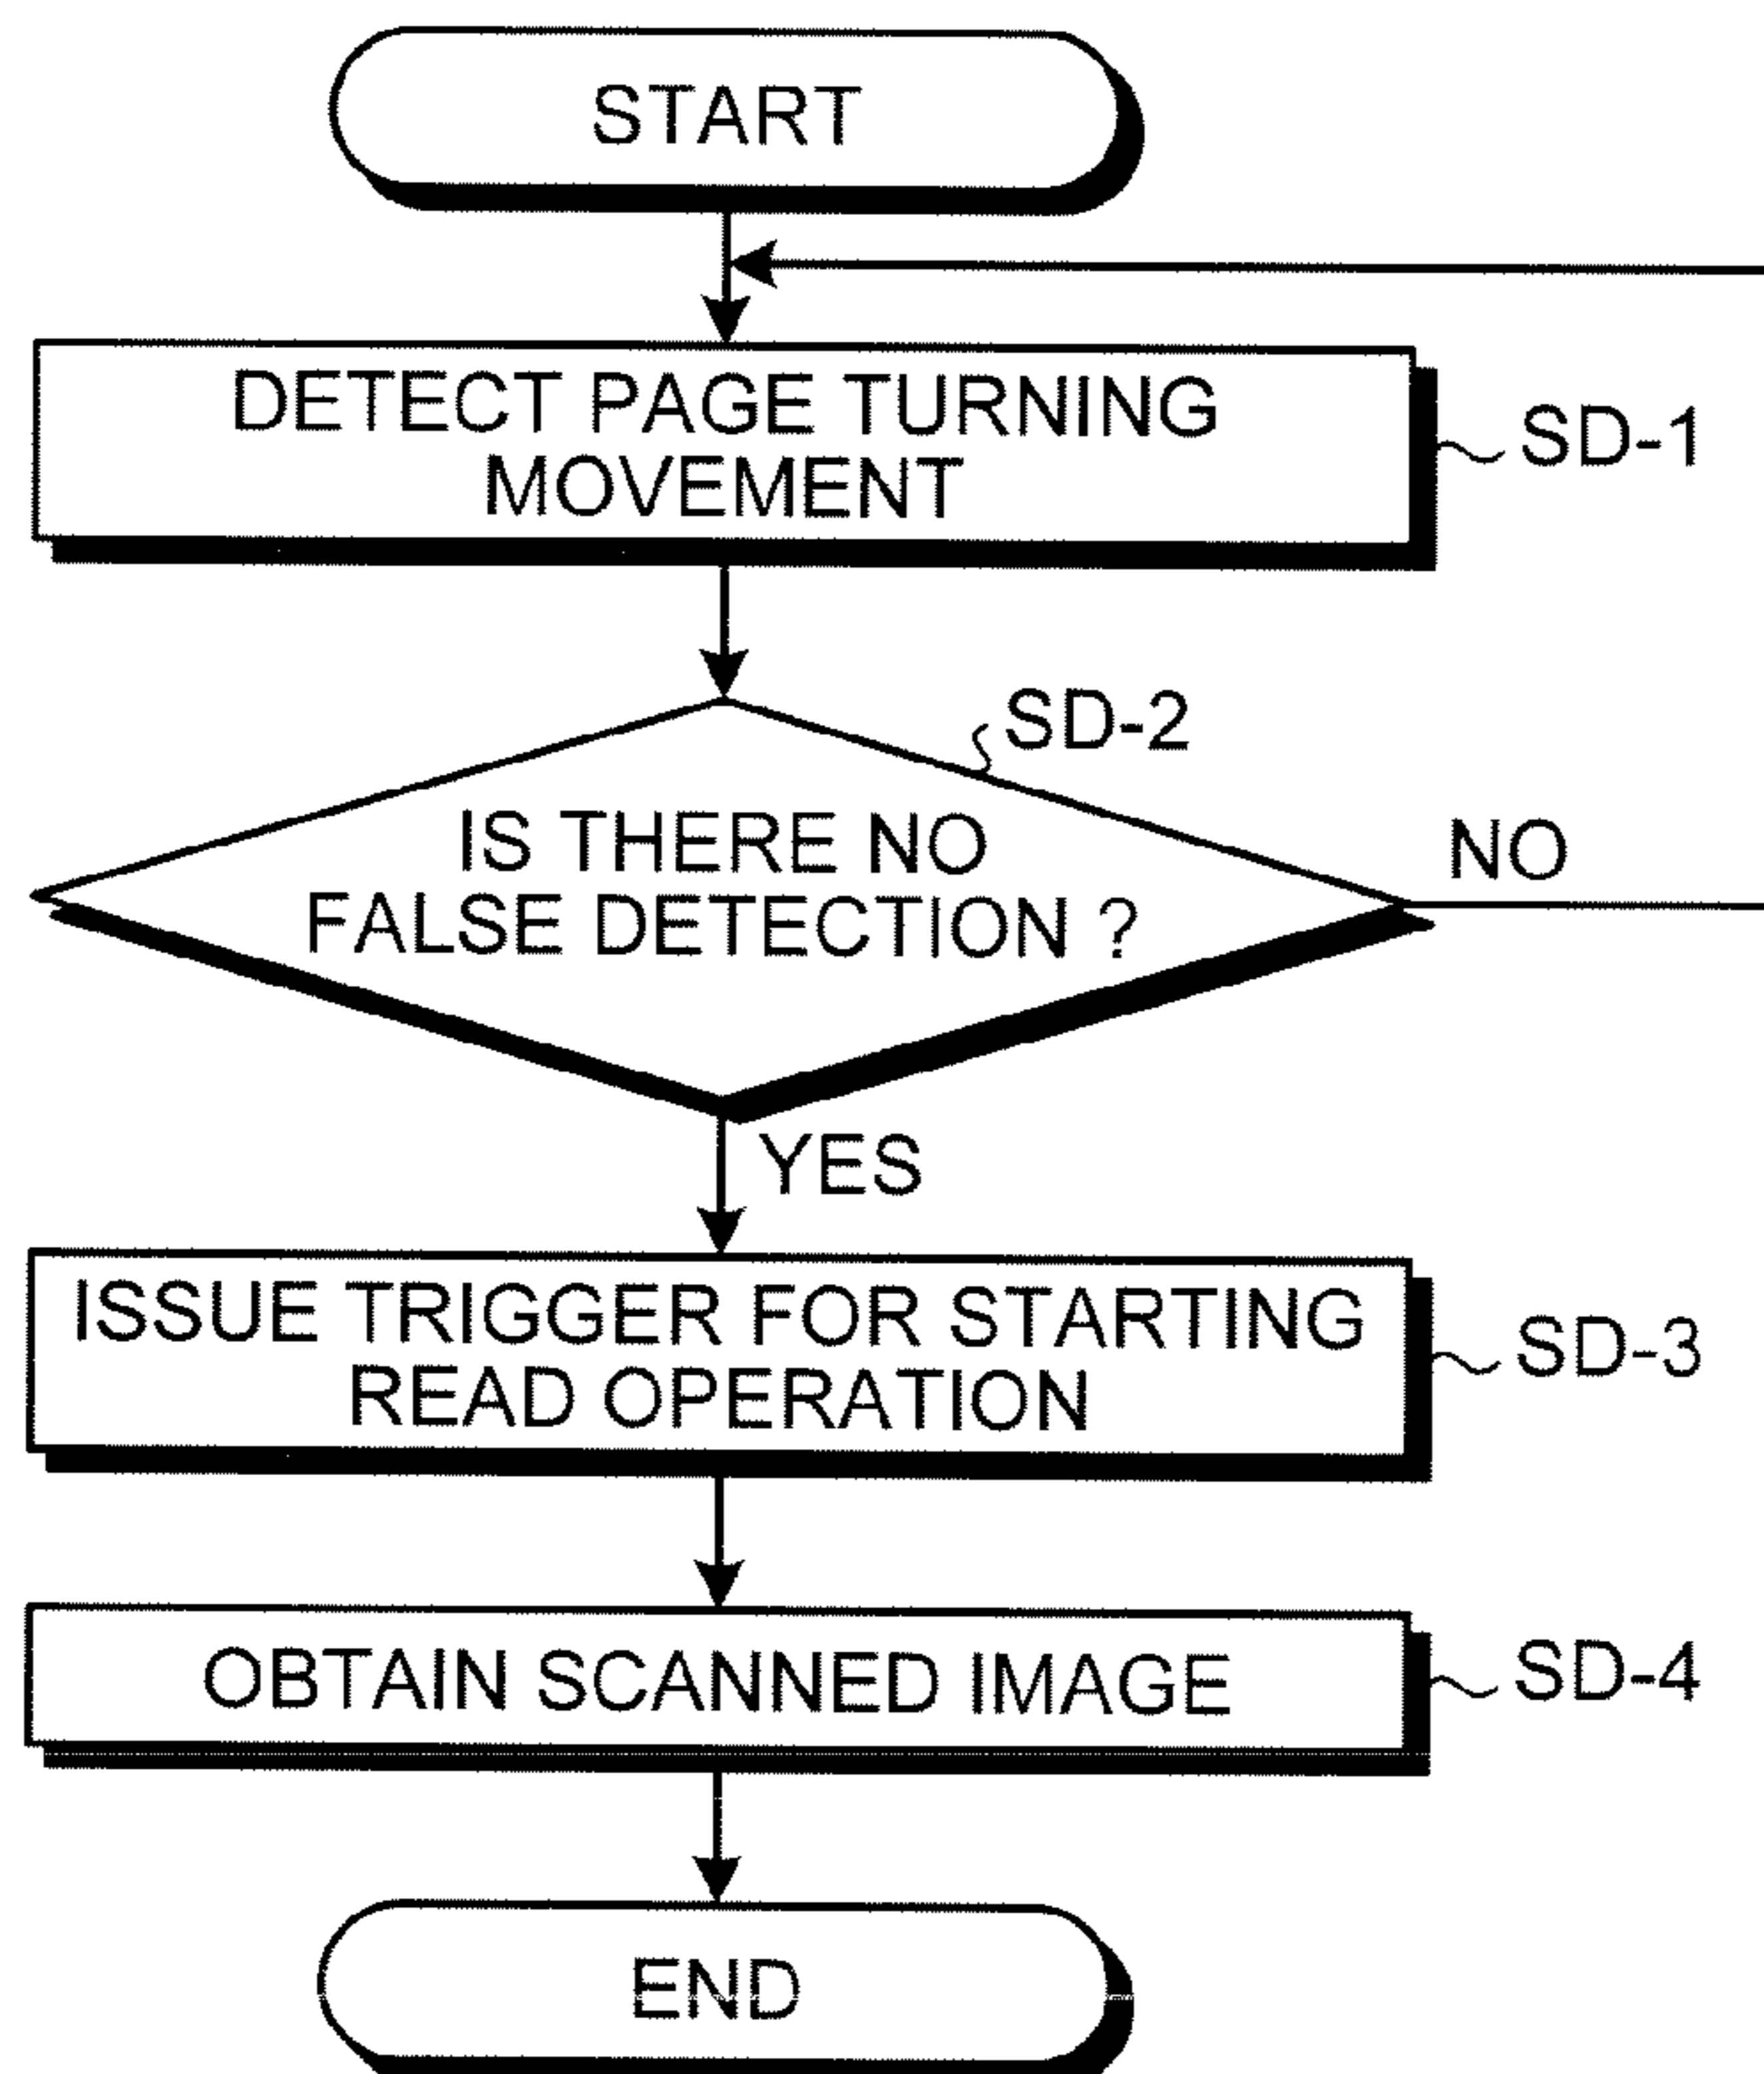 START
DETECT PAGE TURNING
MOVEMENT
SD-1
SD-2
IS THERE NO
FALSE DETECTION ?
NO
YES
ISSUE TRIGGER FOR STARTING
READ OPERATION
SD-3
OBTAIN SCANNED IMAGE
SD-4
END